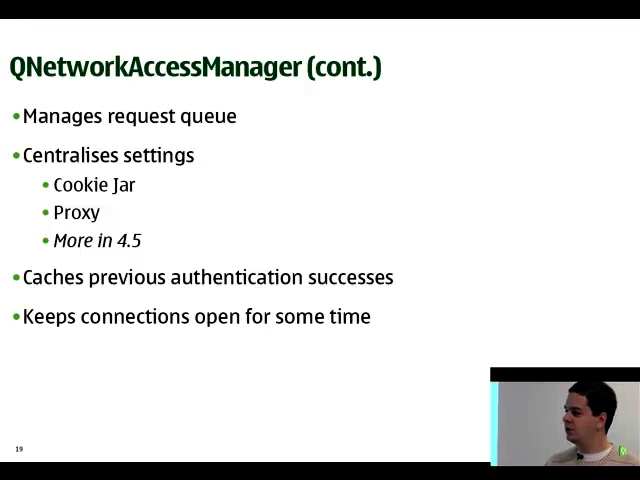 QNetworkAccessManager (cont.)
•Manages request queue
•Centralises settings
• Cookie Jar
• Proxy
• More in 4.5
•Caches previous authentication successes
•Keeps connections open for some time
19
Qt